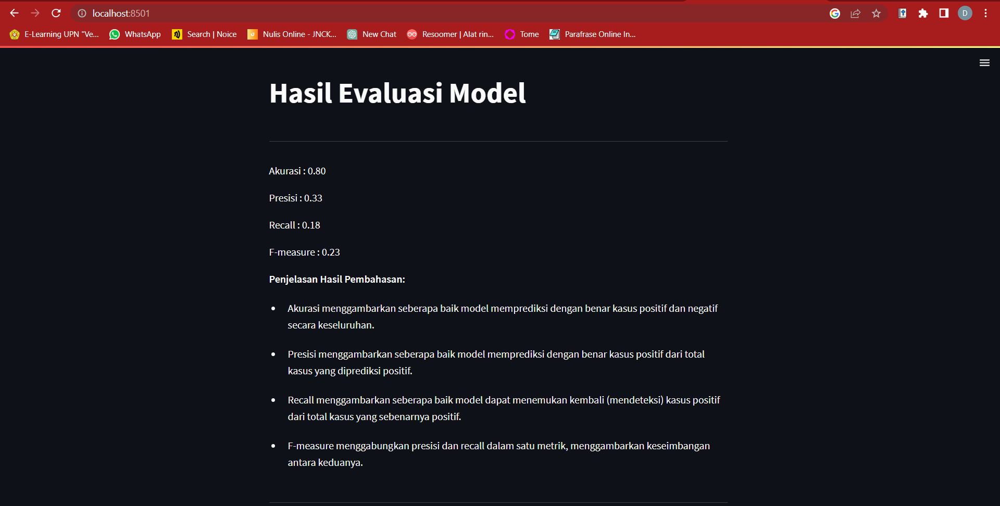 localhost:8501
D
E-Learning UPN "Ve...
WhatsApp
Search | Noice
Nulis Online - JNCK...
New Chat
Resoomer | Alat rin...
Tome
Parafrase Online In...
Hasil Evaluasi Model
Akurasi : 0.80
Presisi : 0.33
Recall : 0.18
F-measure : 0.23
Penjelasan Hasil Pembahasan:
Akurasi menggambarkan seberapa baik model memprediksi dengan benar kasus positif dan negatif
secara keseluruhan.
Presisi menggambarkan seberapa baik model memprediksi dengan benar kasus positif dari total
kasus yang diprediksi positif.
Recall menggambarkan seberapa baik model dapat menemukan kembali (mendeteksi) kasus positif
dari total kasus yang sebenarnya positif.
F-measure menggabungkan presisi dan recall dalam satu metrik, menggambarkan keseimbangan
antara keduanya.